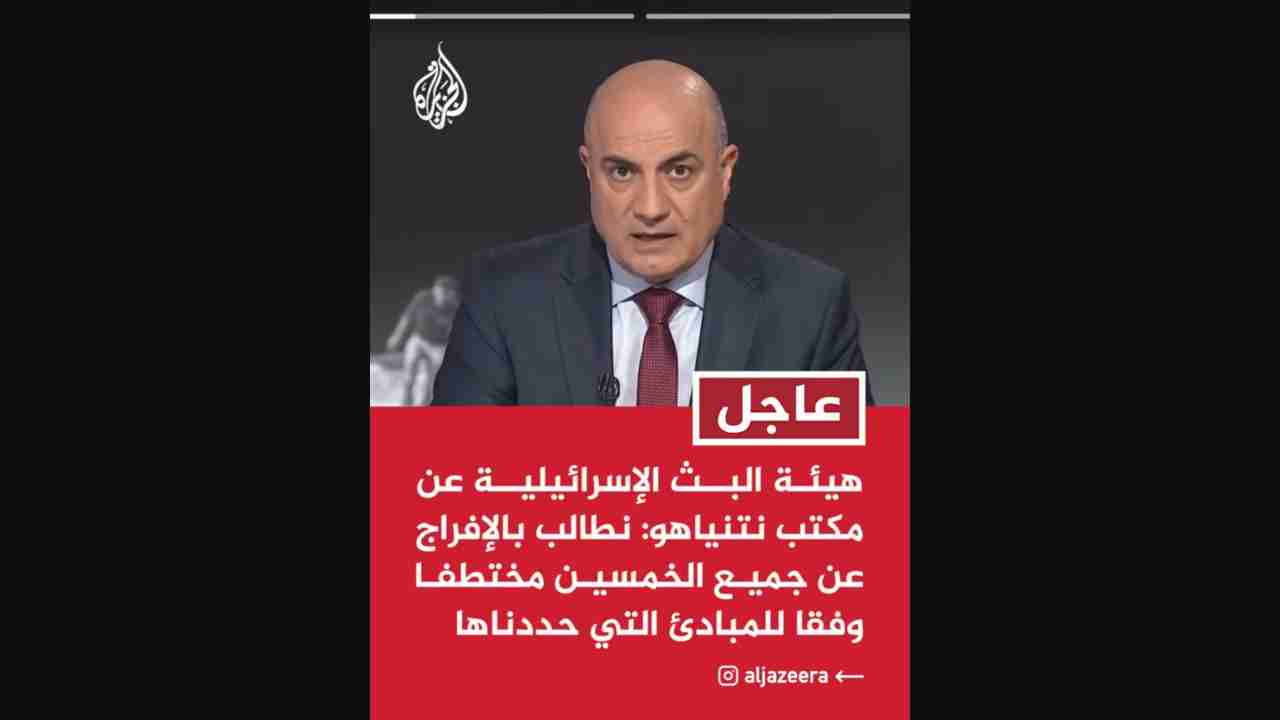 الجزيرة
عاجل
هيئة البث الإسرائيلية عن
مكتب نتنياهو: نطالب بالإفراج
عن جميع الخمسين مختطفا
وفقا للمبادئ التي حددناها
aljazeera